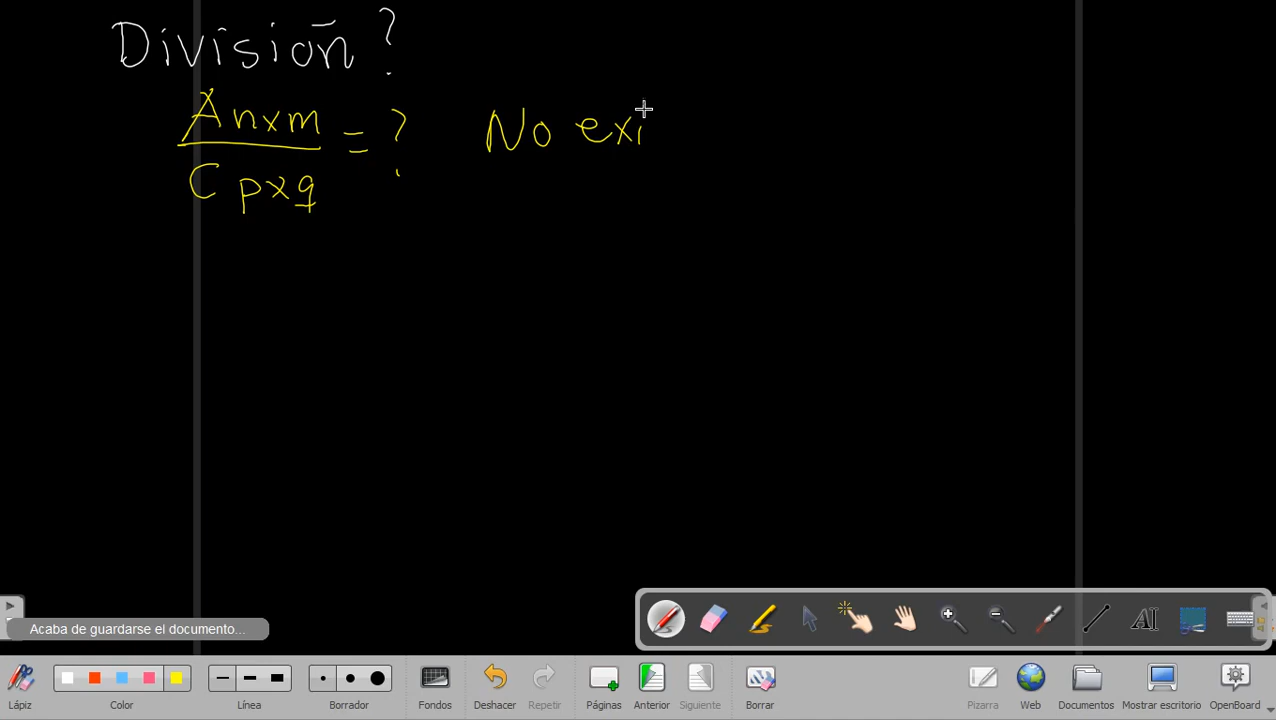 División?
Anxm
= ? No exi
Cpxq
Acaba de guardarse el documento...
Lápiz Color Línea Borrador Fondos Deshacer Repetir Páginas Anterior Siguiente Borrar Pizarra Web Documentos Mostrar escritorio OpenBoard